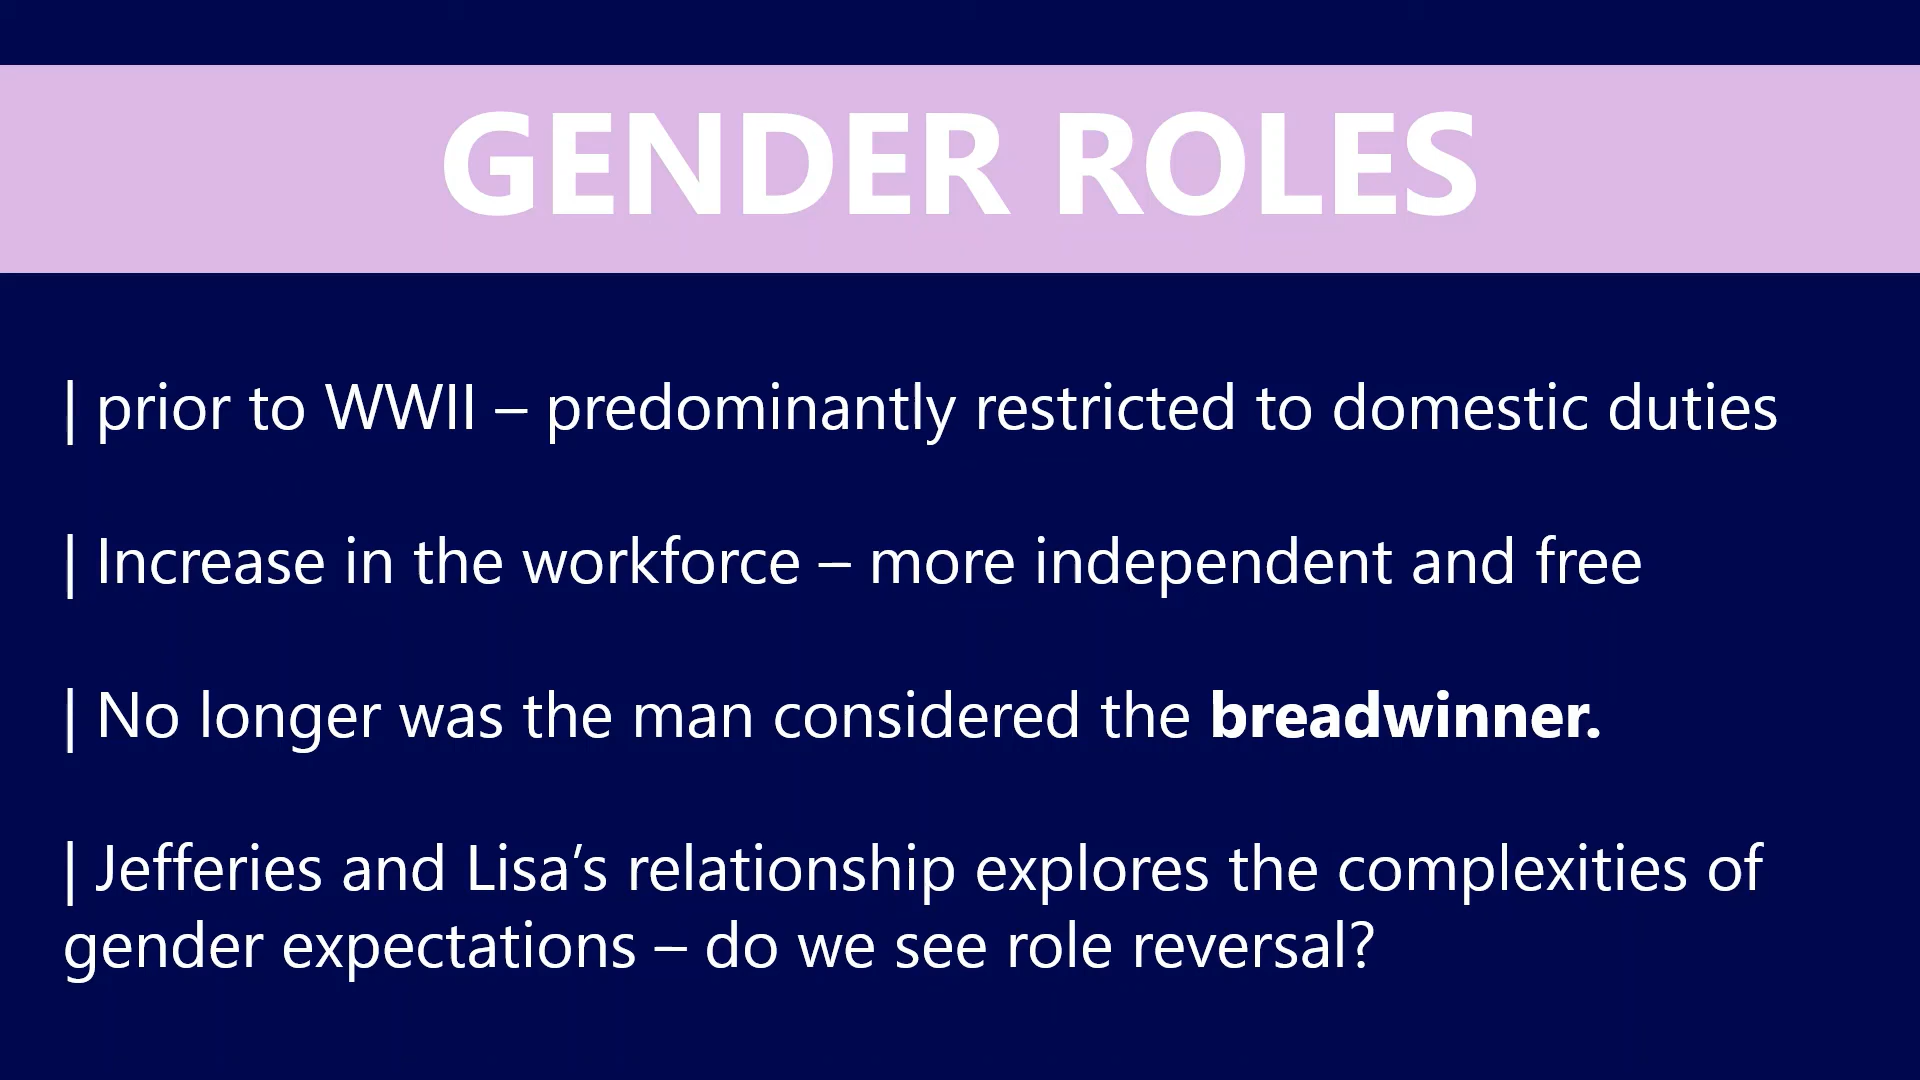 GENDER ROLES
| prior to WWII – predominantly restricted to domestic duties
| Increase in the workforce – more independent and free
| No longer was the man considered the breadwinner.
| Jefferies and Lisa’s relationship explores the complexities of
gender expectations – do we see role reversal?